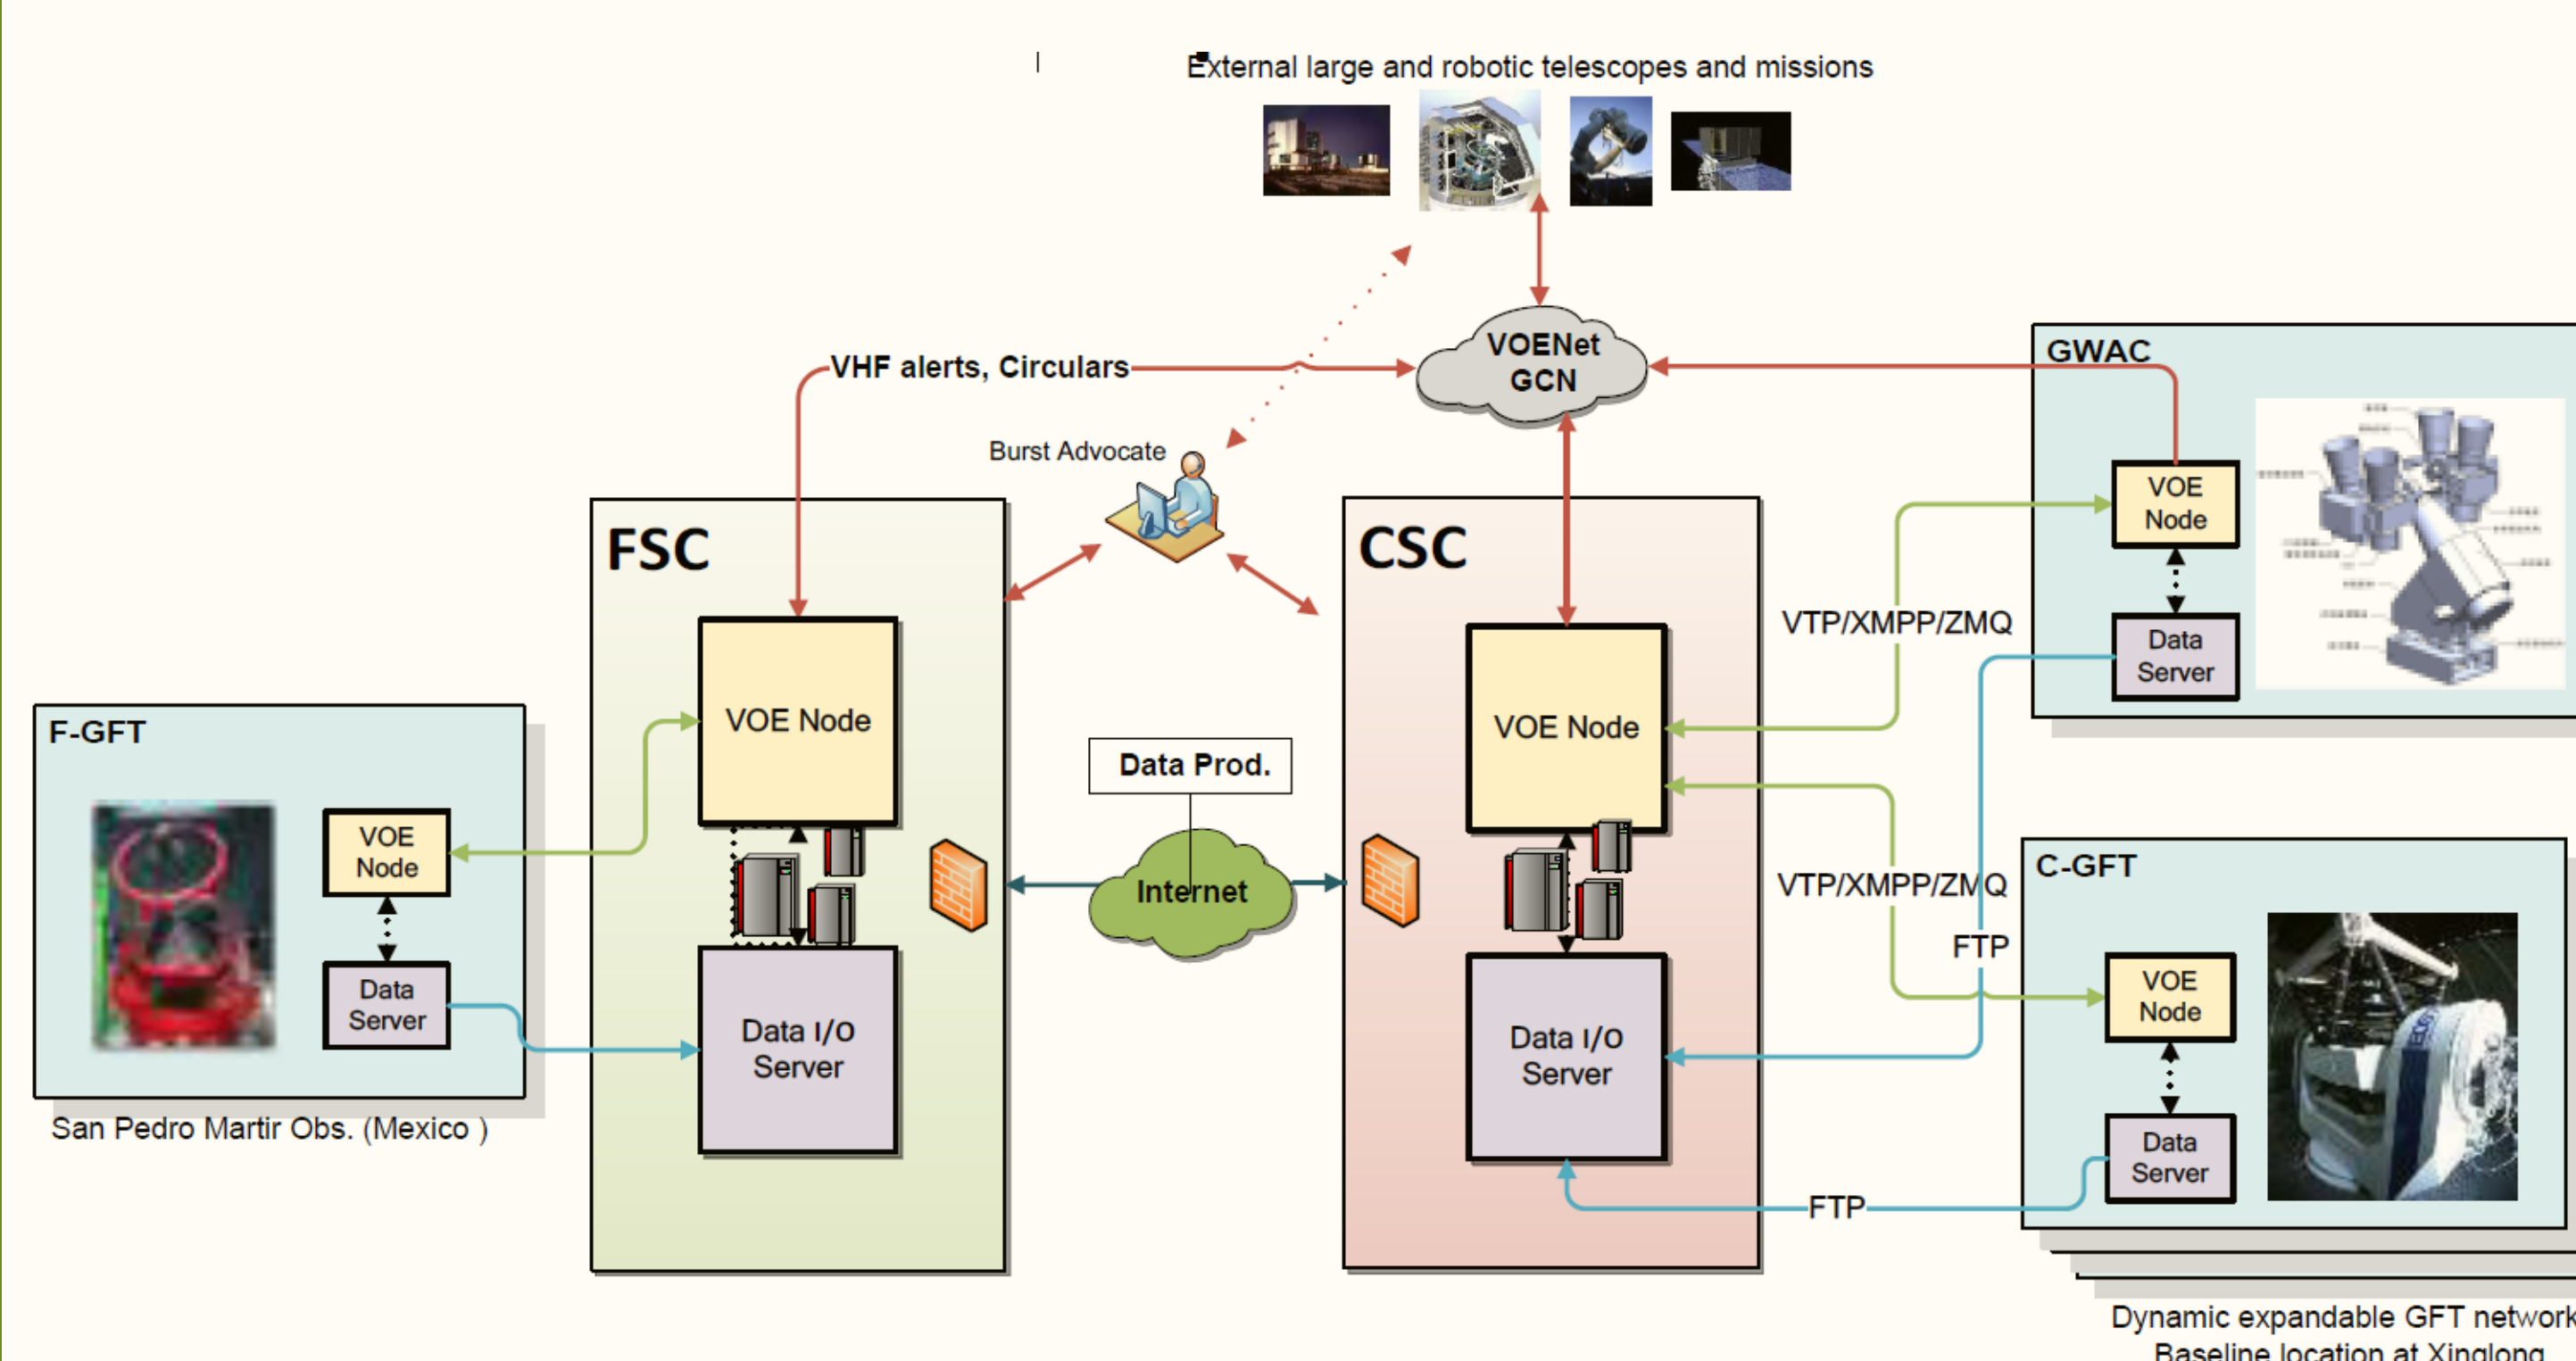 External large and robotic telescopes and missions
VOENet
GCN
VHF alerts, Circulars
Burst Advocate
GWAC
VOE
Node
Data
Server
FSC
CSC
VTP/XMPP/ZMQ
F-GFT
VOE
Node
Data
Server
San Pedro Martir Obs. (Mexico )
VOE Node
Data I/O
Server
Data Prod.
Internet
VOE Node
Data I/O
Server
VTP/XMPP/ZMQ
FTP
FTP
C-GFT
VOE
Node
Data
Server
Dynamic expandable GFT network
Baseline location at Xinglong